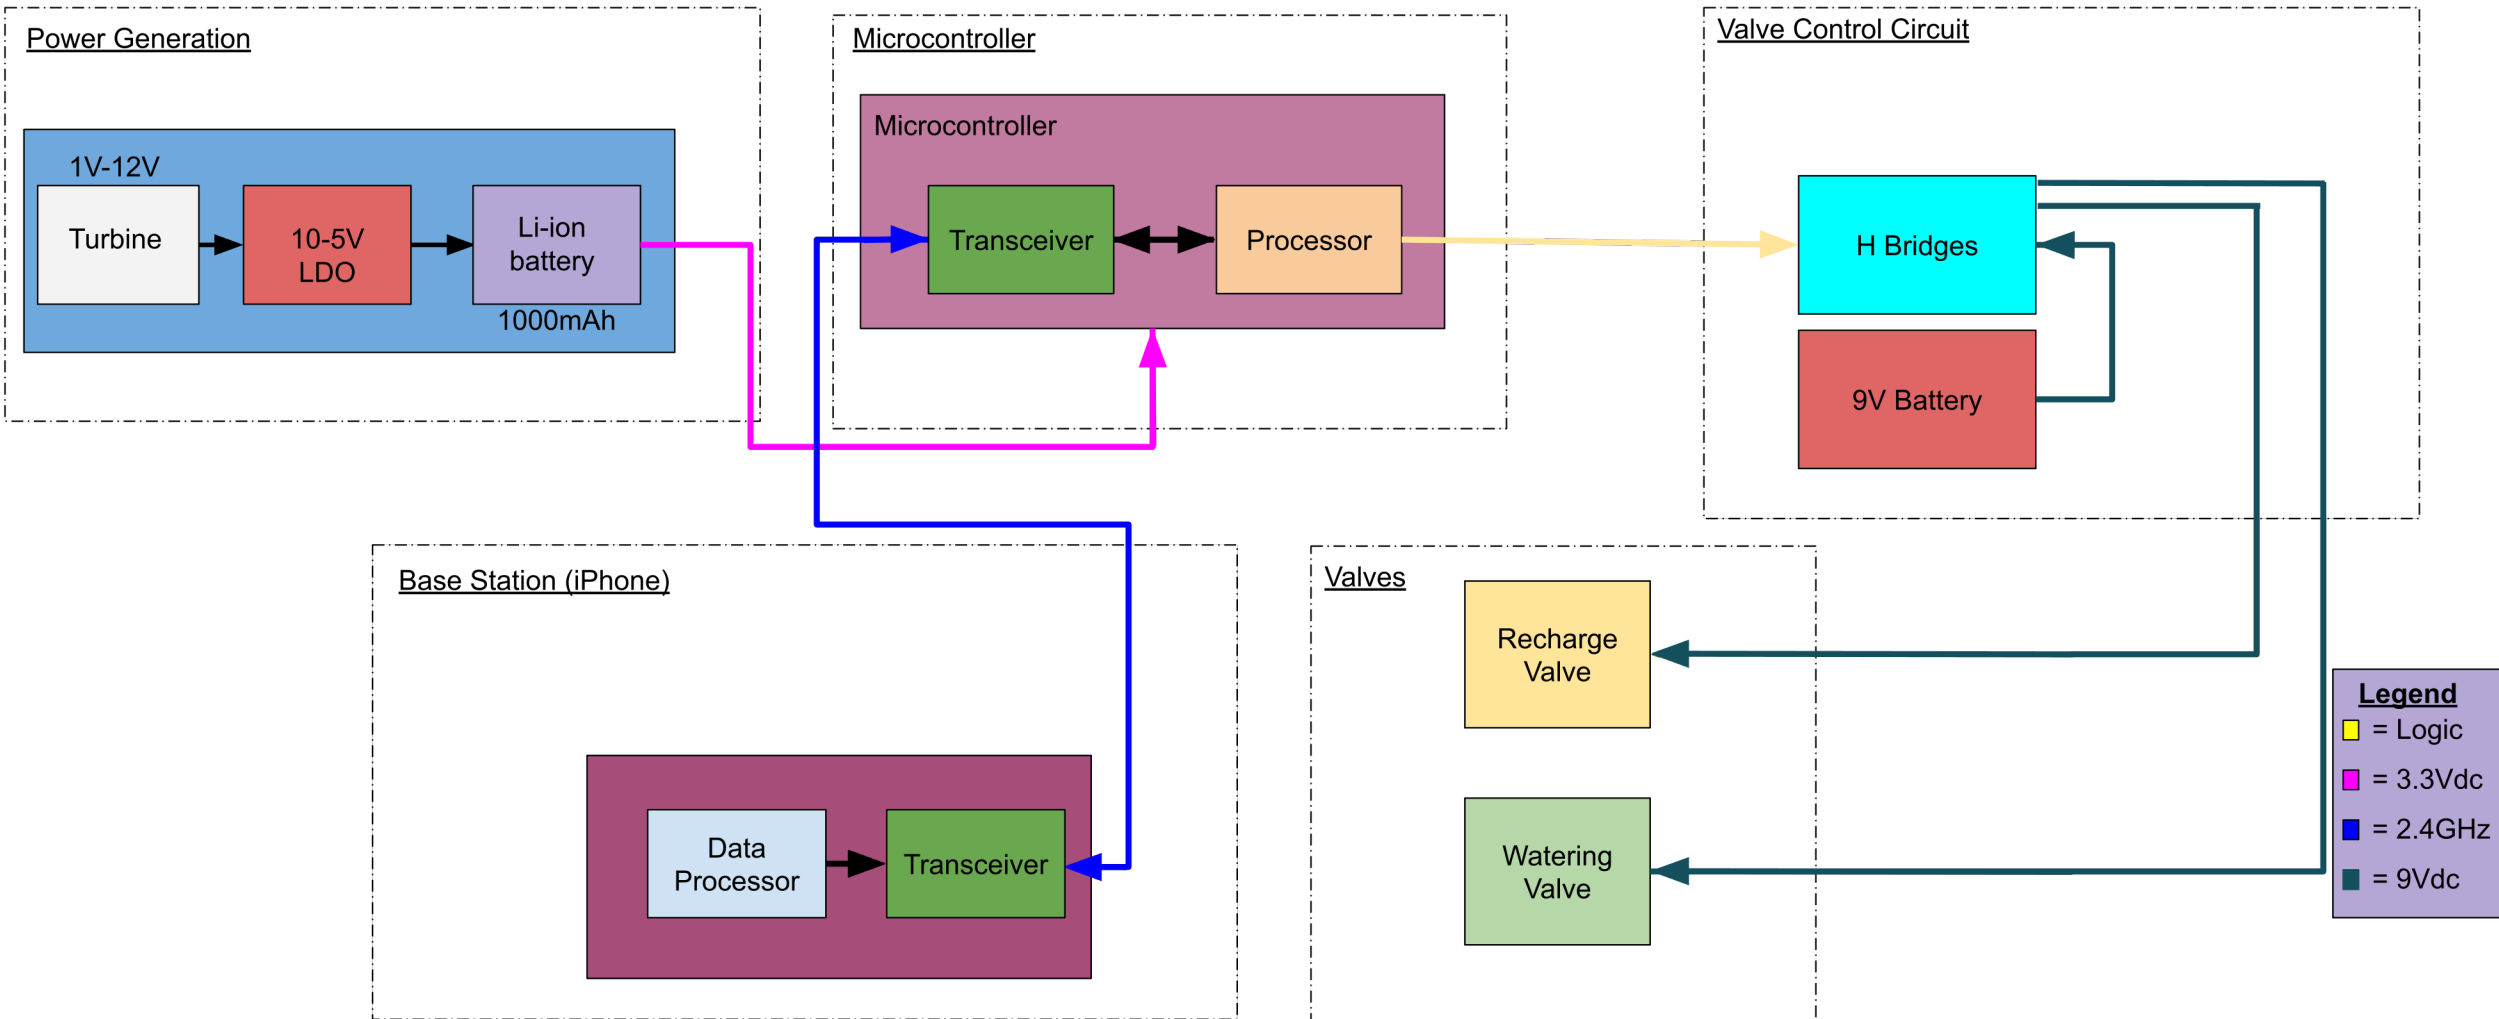 Power Generation
1V-12V
Turbine
10-5V
LDO
Li-ion
battery
1000mAh
Microcontroller
Microcontroller
Transceiver
Processor
Valve Control Circuit
H Bridges
9V Battery
Base Station (iPhone)
Data
Processor
Transceiver
Valves
Recharge
Valve
Watering
Valve
Legend
= Logic
= 3.3Vdc
= 2.4GHz
= 9Vdc